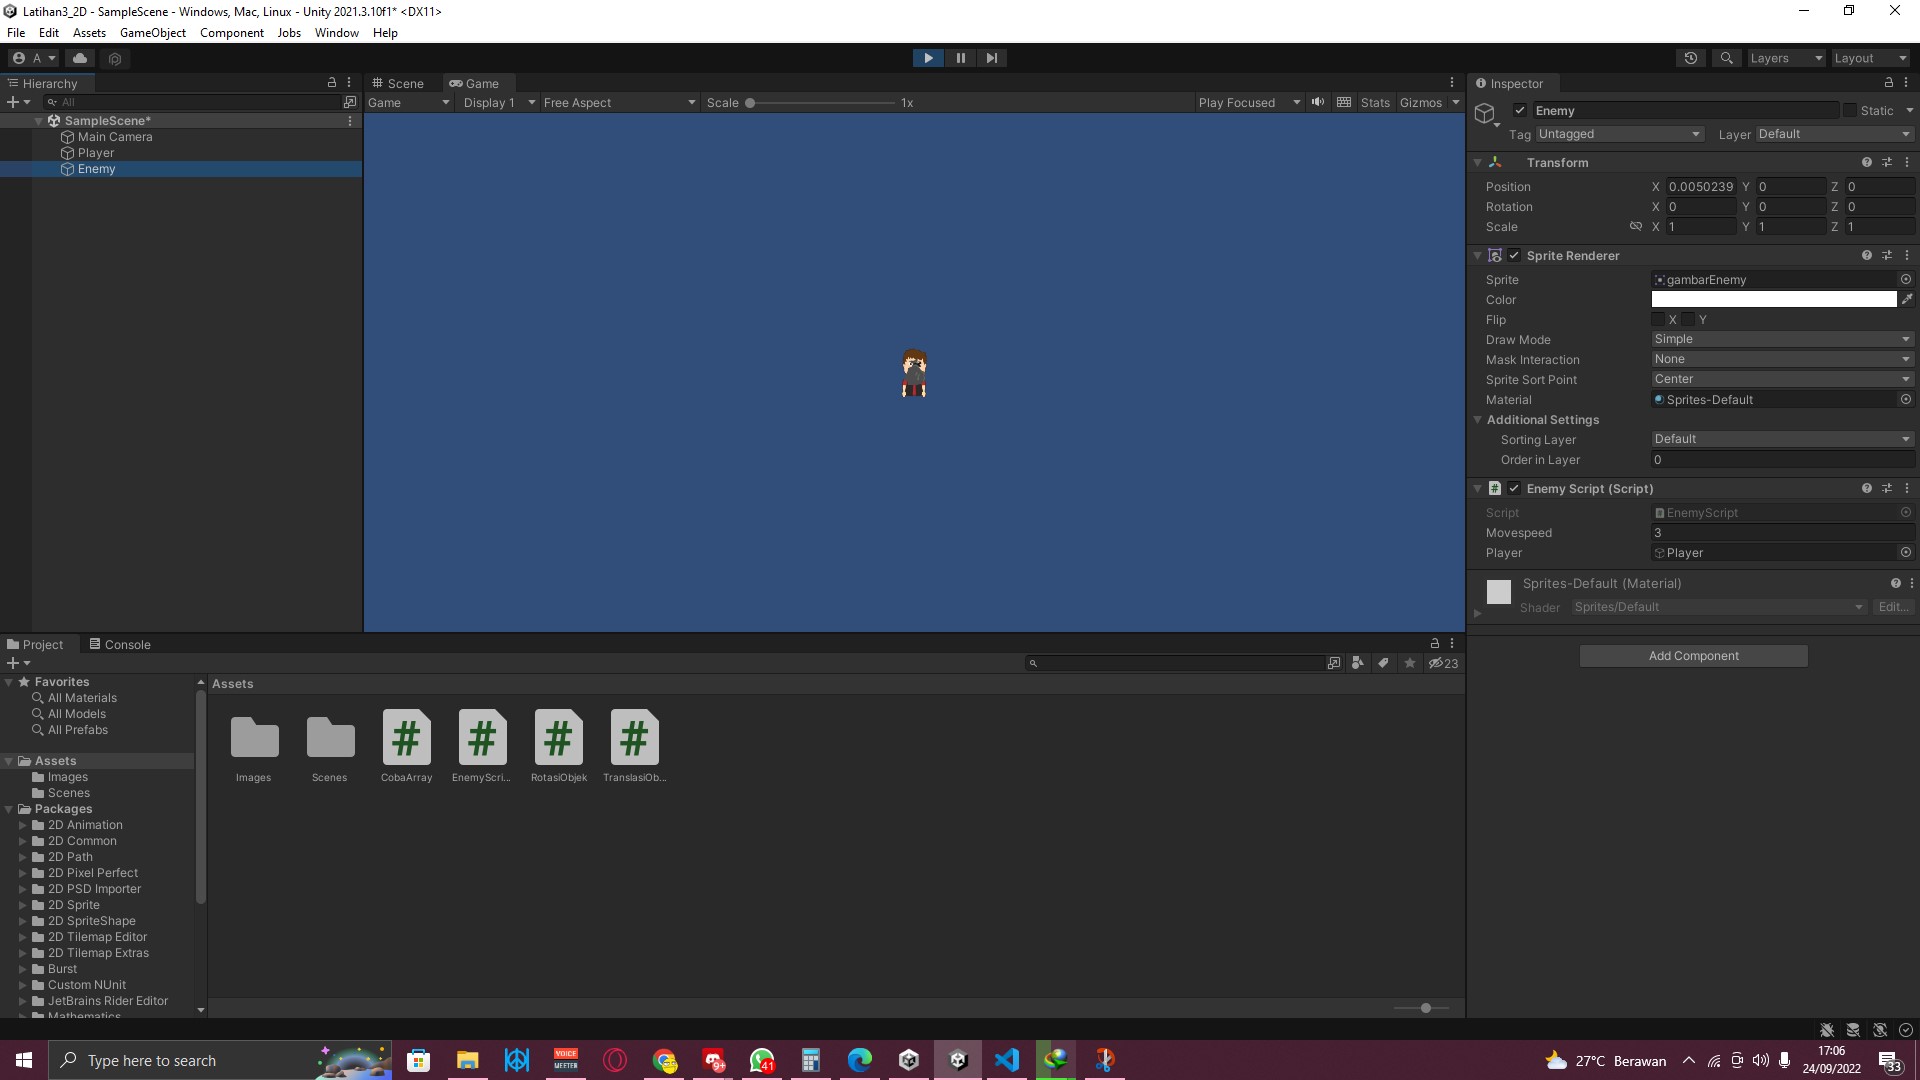 Latihan3_2D - SampleScene - Windows, Mac, Linux - Unity 2021.3.10f1* <DX11>
File Edit Assets GameObject Component Jobs Window Help
A Layers Layout
Hierarchy
All
SampleScene*
Main Camera
Player
Enemy
Scene Game
Game Display 1 Free Aspect Scale 1x Play Focused Stats Gizmos
Inspector
Enemy Static
Tag Untagged Layer Default
Transform
Position X 0.0050239 Y 0 Z 0
Rotation X 0 Y 0 Z 0
Scale X 1 Y 1 Z 1
Sprite Renderer
Sprite gambarEnemy
Color
Flip X Y
Draw Mode Simple
Mask Interaction None
Sprite Sort Point Center
Material Sprites-Default
Additional Settings
Sorting Layer Default
Order in Layer 0
# Enemy Script (Script)
Script EnemyScript
Movespeed 3
Player Player
Sprites-Default (Material)
Shader Sprites/Default Edit...
Add Component
Project Console
23
Favorites
All Materials
All Models
All Prefabs
Assets
Images
Scenes
Packages
2D Animation
2D Common
2D Path
2D Pixel Perfect
2D PSD Importer
2D Sprite
2D SpriteShape
2D Tilemap Editor
2D Tilemap Extras
Burst
Custom NUnit
JetBrains Rider Editor
Mathematics
Assets
# # # #
Images Scenes CobaArray EnemyScri... RotasiObjek TranslasiOb...
Type here to search
VOICE
MEETER
9+
41
27°C Berawan
17:06
24/09/2022
33